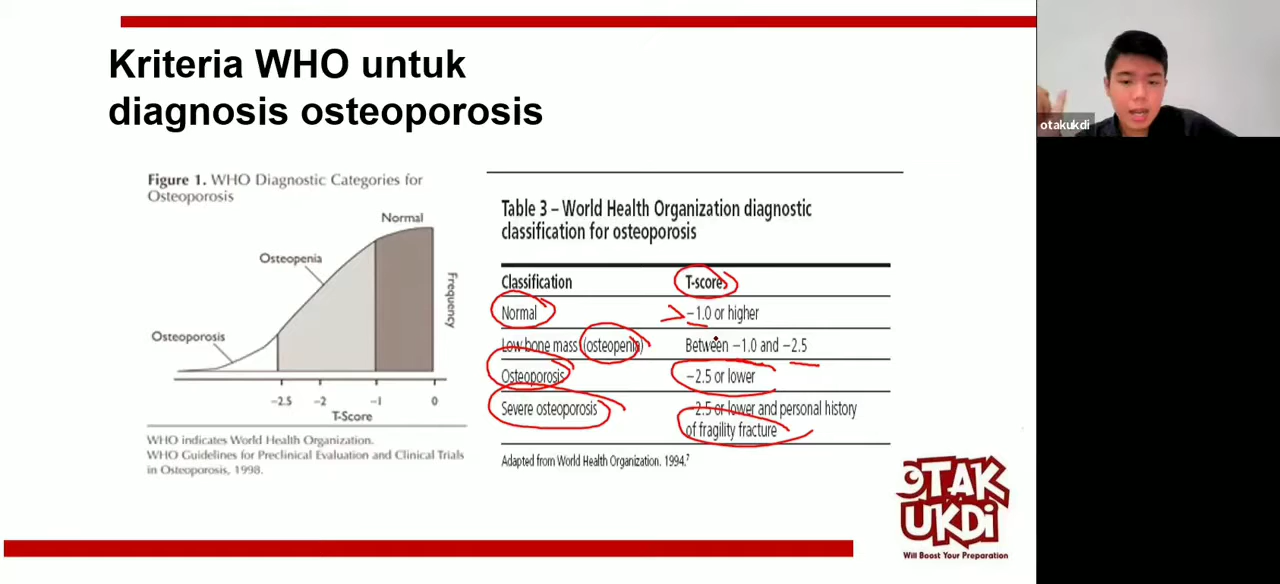 Kriteria WHO untuk
diagnosis osteoporosis
Figure 1. WHO Diagnostic Categories for
Osteoporosis
Normal
Osteopenia
Osteoporosis
Frequency
-2.5 -2 -1 0
T-Score
WHO indicates World Health Organization.
WHO Guidelines for Preclinical Evaluation and Clinical Trials
in Osteoporosis, 1998.
Table 3 – World Health Organization diagnostic
classification for osteoporosis
Classification T-scores
Normal −1.0 or higher
Low bone mass (osteopenia) Between −1.0 and −2.5
Osteoporosis −2.5 or lower
Severe osteoporosis −2.5 or lower and personal history
of fragility fracture
Adapted from World Health Organization. 1994.7
otakukdi
OTAK
UKDi
Will Boost Your Preparation